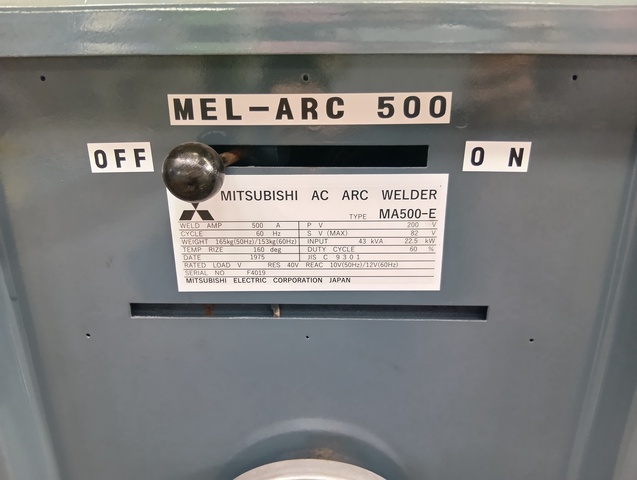 MEL-ARC 500
OFF
ON
MITSUBISHI AC ARC WELDER
TYPE MA500-E
WELD AMP 500 A P V 200 V
CYCLE 60 Hz S V (MAX) 82 V
WEIGHT 165kg(50Hz)/153kg(60Hz) INPUT 43 kVA 22.5 kW
TEMP RIZE 160 deg DUTY CYCLE 60 %
DATE 1975 JIS C 9301
RATED LOAD V RES 40V REAC 10V(50Hz)/12V(60Hz)
SERIAL NO. F4019
MITSUBISHI ELECTRIC CORPORATION JAPAN